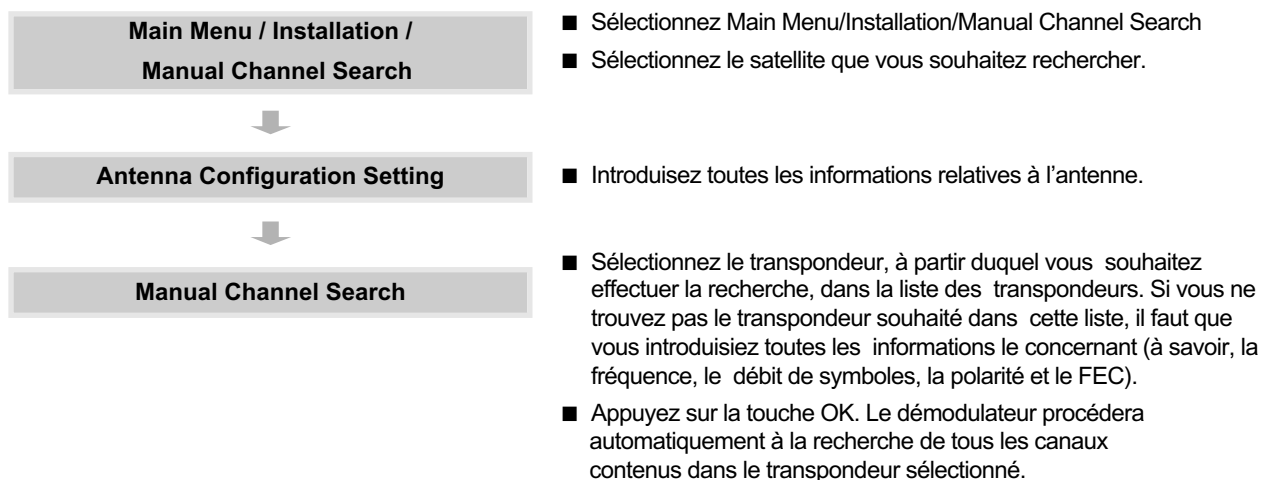 Main Menu / Installation /
Manual Channel Search
■ Sélectionnez Main Menu/Installation/Manual Channel Search
■ Sélectionnez le satellite que vous souhaitez rechercher.
Antenna Configuration Setting
■ Introduisez toutes les informations relatives à l'antenne.
Manual Channel Search
■ Sélectionnez le transpondeur, à partir duquel vous souhaitez
effectuer la recherche, dans la liste des transpondeurs. Si vous ne
trouvez pas le transpondeur souhaité dans cette liste, il faut que
vous introduisiez toutes les informations le concernant (à savoir, la
fréquence, le débit de symboles, la polarité et le FEC).
■ Appuyez sur la touche OK. Le démodulateur procédera
automatiquement à la recherche de tous les canaux
contenus dans le transpondeur sélectionné.